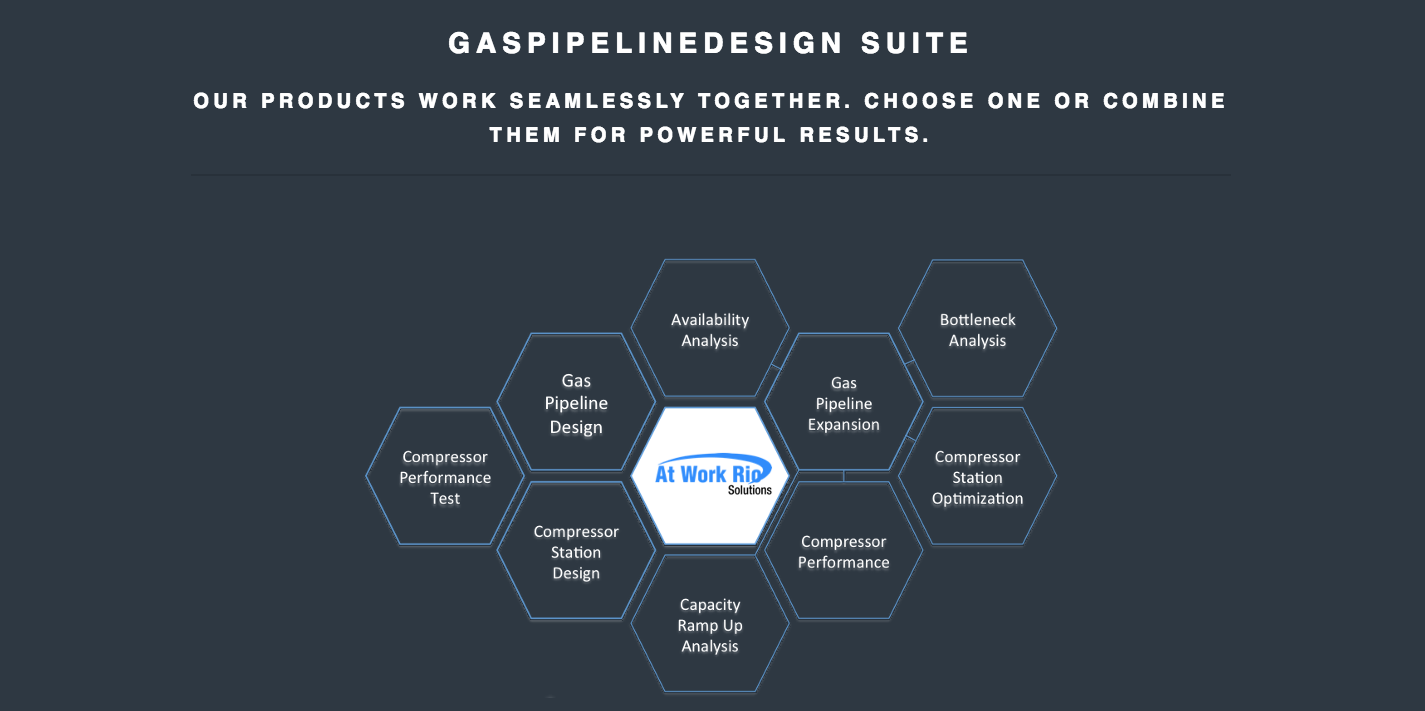 GASPIPELINEDESIGN SUITE
OUR PRODUCTS WORK SEAMLESSLY TOGETHER. CHOOSE ONE OR COMBINE
THEM FOR POWERFUL RESULTS.
Availability
Analysis
Bottleneck
Analysis
Gas
Pipeline
Design
Gas
Pipeline
Expansion
Compressor
Performance
Test
At Work Rio
Solutions
Compressor
Station
Optimization
Compressor
Station
Design
Compressor
Performance
Capacity
Ramp Up
Analysis